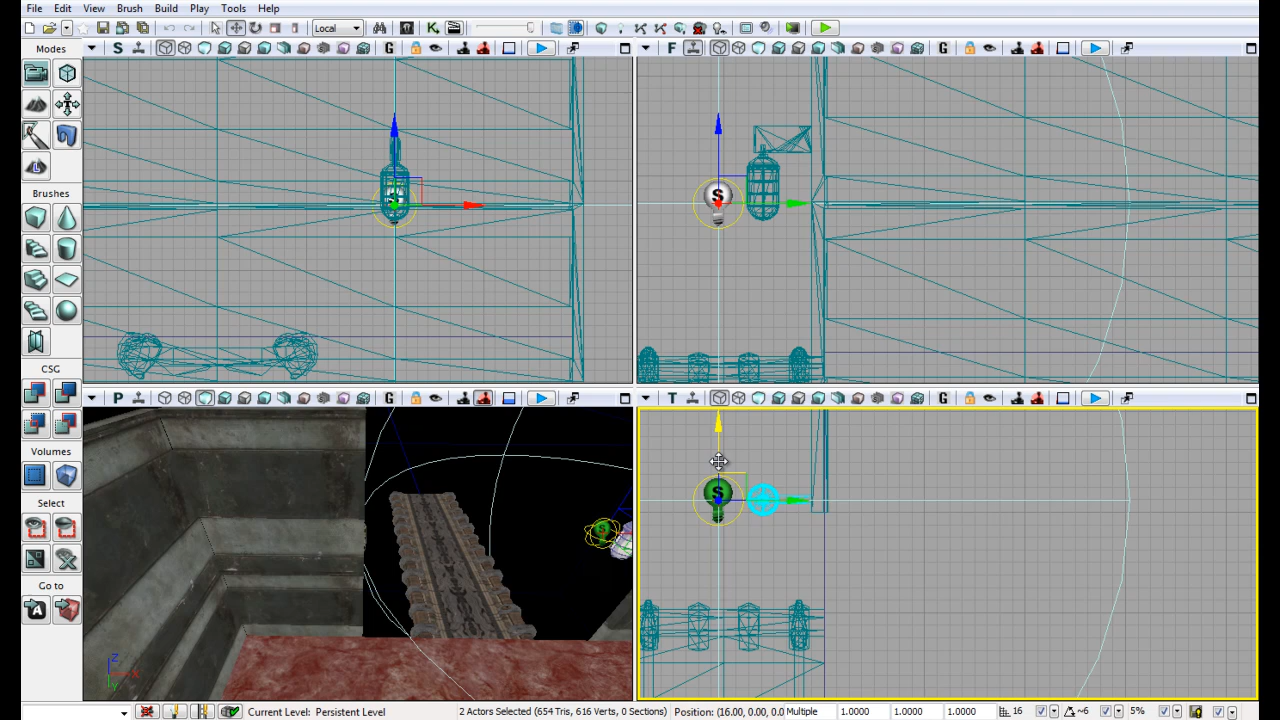 File Edit View Brush Build Play Tools Help
Local
Modes
S G
F G
Brushes
CSG
Volumes
Select
Go to
P G
T G
S
S
S
Z
X
Y
Current Level: Persistent Level
2 Actors Selected (654 Tris, 616 Verts, 0 Sections)
Position: (16.00, 0.00, 0.0
Multiple
1.0000
1.0000
1.0000
16
~6
5%